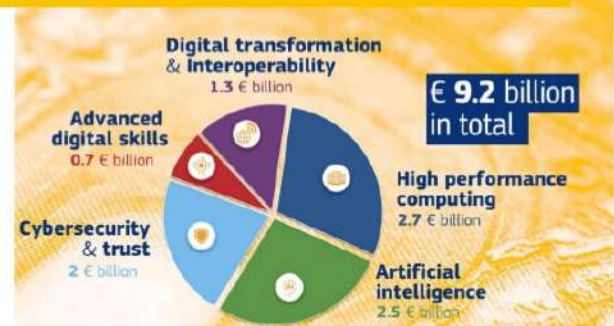 Digital transformation
& Interoperability
1.3 € billion
€ 9.2 billion
in total
Advanced
digital skills
0.7 € billion
High performance
computing
2.7 € billion
Cybersecurity
& trust
2 € billion
Artificial
intelligence
2.5 € billion